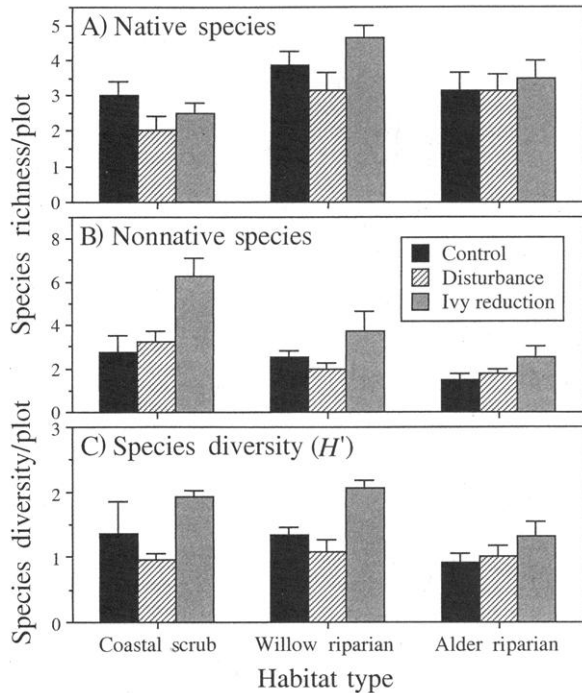 A) Native species
5
4
3
2
1
0
Species richness/plot
B) Nonnative species
8
6
4
2
0
Control
Disturbance
Ivy reduction
C) Species diversity (H')
3
2
1
0
Species diversity/plot
Coastal scrub Willow riparian Alder riparian
Habitat type